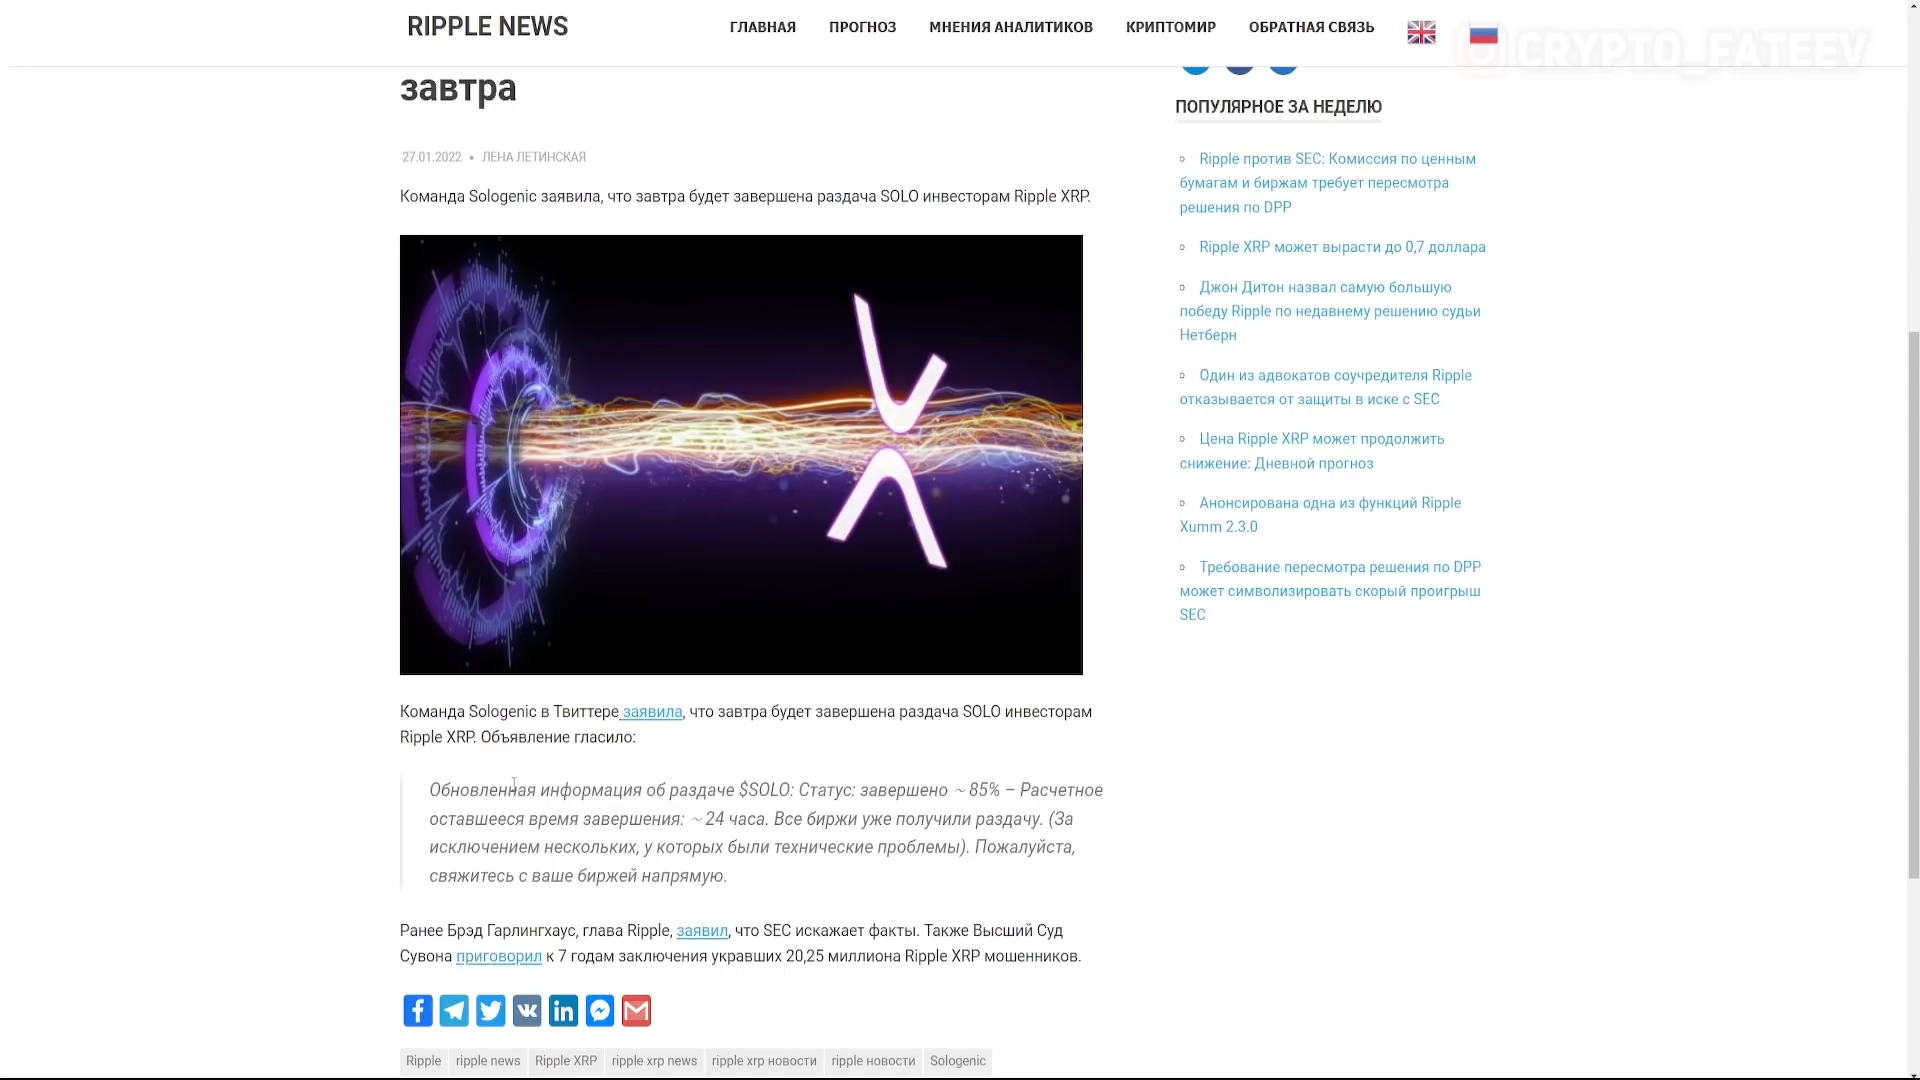 RIPPLE NEWS
ГЛАВНАЯ ПРОГНОЗ МНЕНИЯ АНАЛИТИКОВ КРИПТОМИР ОБРАТНАЯ СВЯЗЬ
CRYPTO_FATEEV
завтра
27.01.2022 • ЛЕНА ЛЕТИНСКАЯ
Команда Sologenic заявила, что завтра будет завершена раздача SOLO инвесторам Ripple XRP.
Команда Sologenic в Твиттере заявила, что завтра будет завершена раздача SOLO инвесторам
Ripple XRP. Объявление гласило:
Обновленная информация об раздаче $SOLO: Статус: завершено ~ 85% – Расчетное
оставшееся время завершения: ~ 24 часа. Все биржи уже получили раздачу. (За
исключением нескольких, у которых были технические проблемы). Пожалуйста,
свяжитесь с ваше биржей напрямую.
Ранее Брэд Гарлингхаус, глава Ripple, заявил, что SEC искажает факты. Также Высший Суд
Сувона приговорил к 7 годам заключения укравших 20,25 миллиона Ripple XRP мошенников.
Ripple ripple news Ripple XRP ripple xrp news ripple xrp новости ripple новости Sologenic
ПОПУЛЯРНОЕ ЗА НЕДЕЛЮ
Ripple против SEC: Комиссия по ценным
бумагам и биржам требует пересмотра
решения по DPP
Ripple XRP может вырасти до 0,7 доллара
Джон Дитон назвал самую большую
победу Ripple по недавнему решению судьи
Нетберн
Один из адвокатов соучредителя Ripple
отказывается от защиты в иске с SEC
Цена Ripple XRP может продолжить
снижение: Дневной прогноз
Анонсирована одна из функций Ripple
Xumm 2.3.0
Требование пересмотра решения по DPP
может символизировать скорый проигрыш
SEC